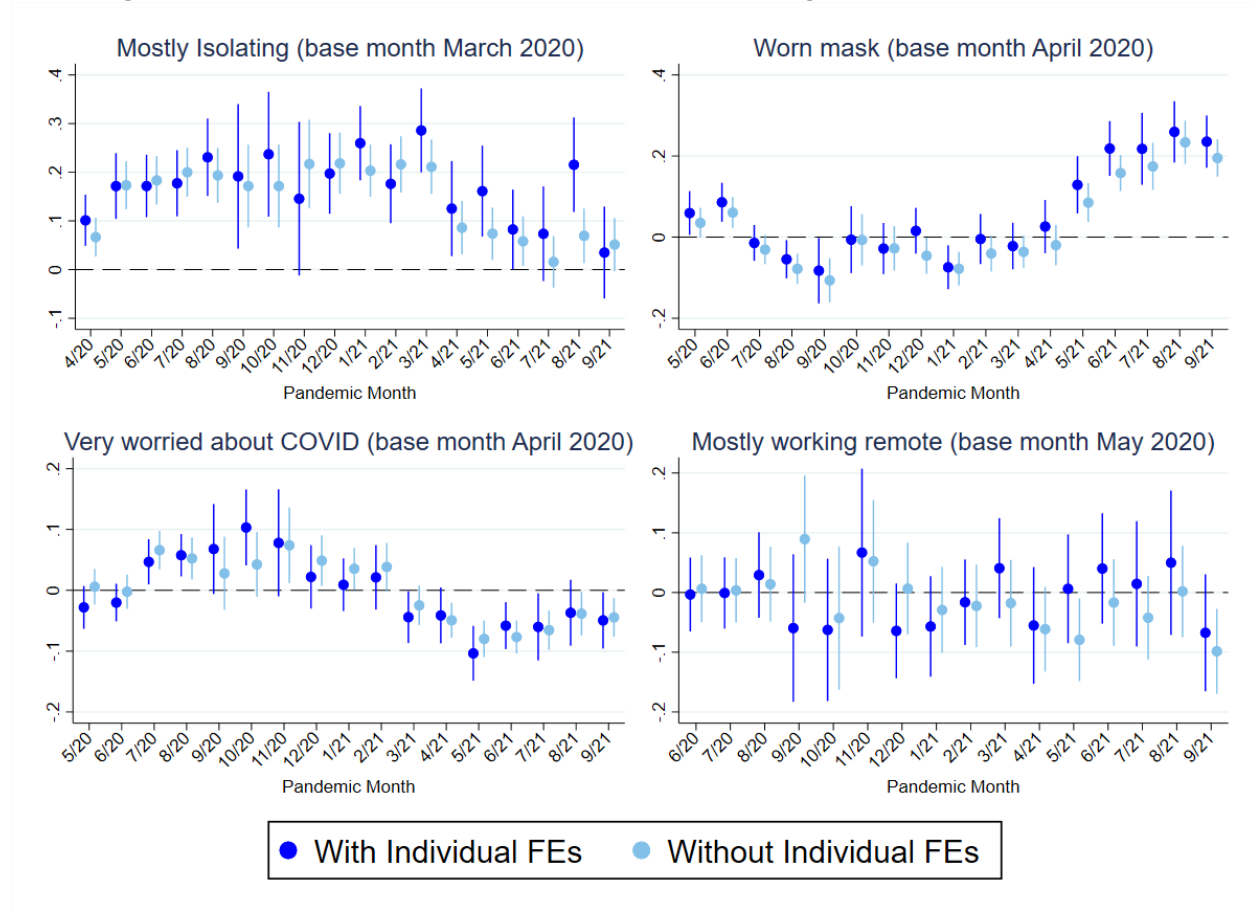 Mostly Isolating (base month March 2020)
.4
.3
.2
.1
0
-.1
4/20 5/20 6/20 7/20 8/20 9/20 10/20 11/20 12/20 1/21 2/21 3/21 4/21 5/21 6/21 7/21 8/21 9/21
Pandemic Month
Worn mask (base month April 2020)
.4
.2
0
-.2
5/20 6/20 7/20 8/20 9/20 10/20 11/20 12/20 1/21 2/21 3/21 4/21 5/21 6/21 7/21 8/21 9/21
Pandemic Month
Very worried about COVID (base month April 2020)
.2
.1
0
-.1
-.2
5/20 6/20 7/20 8/20 9/20 10/20 11/20 12/20 1/21 2/21 3/21 4/21 5/21 6/21 7/21 8/21 9/21
Pandemic Month
Mostly working remote (base month May 2020)
.2
.1
0
-.1
-.2
6/20 7/20 8/20 9/20 10/20 11/20 12/20 1/21 2/21 3/21 4/21 5/21 6/21 7/21 8/21 9/21
Pandemic Month
With Individual FEs
Without Individual FEs